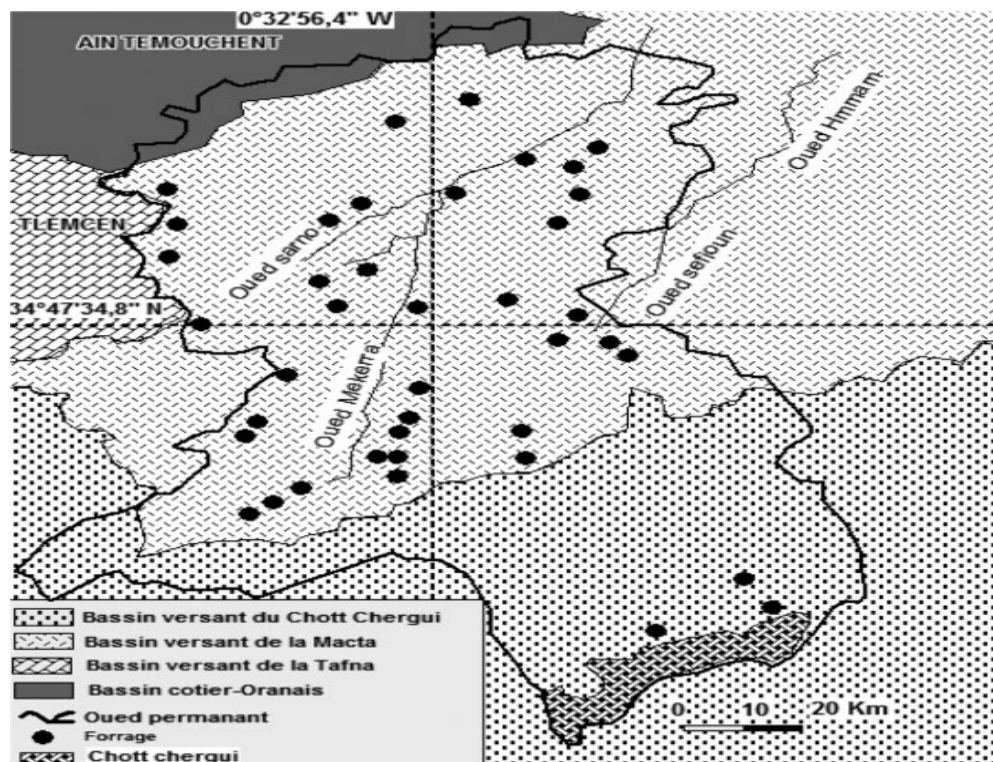 0°32'56,4" W
AIN TEMOUCHENT
Oued Hmmam
TLEMCEN
Oued sarno
Oued sefioun
34°47'34,8" N
Oued Mekerra
Bassin versant du Chott Chergui
Bassin versant de la Macta
Bassin versant de la Tafna
Bassin cotier-Oranais
Oued permanant
Forrage
Chott chergui
0 10 20 Km